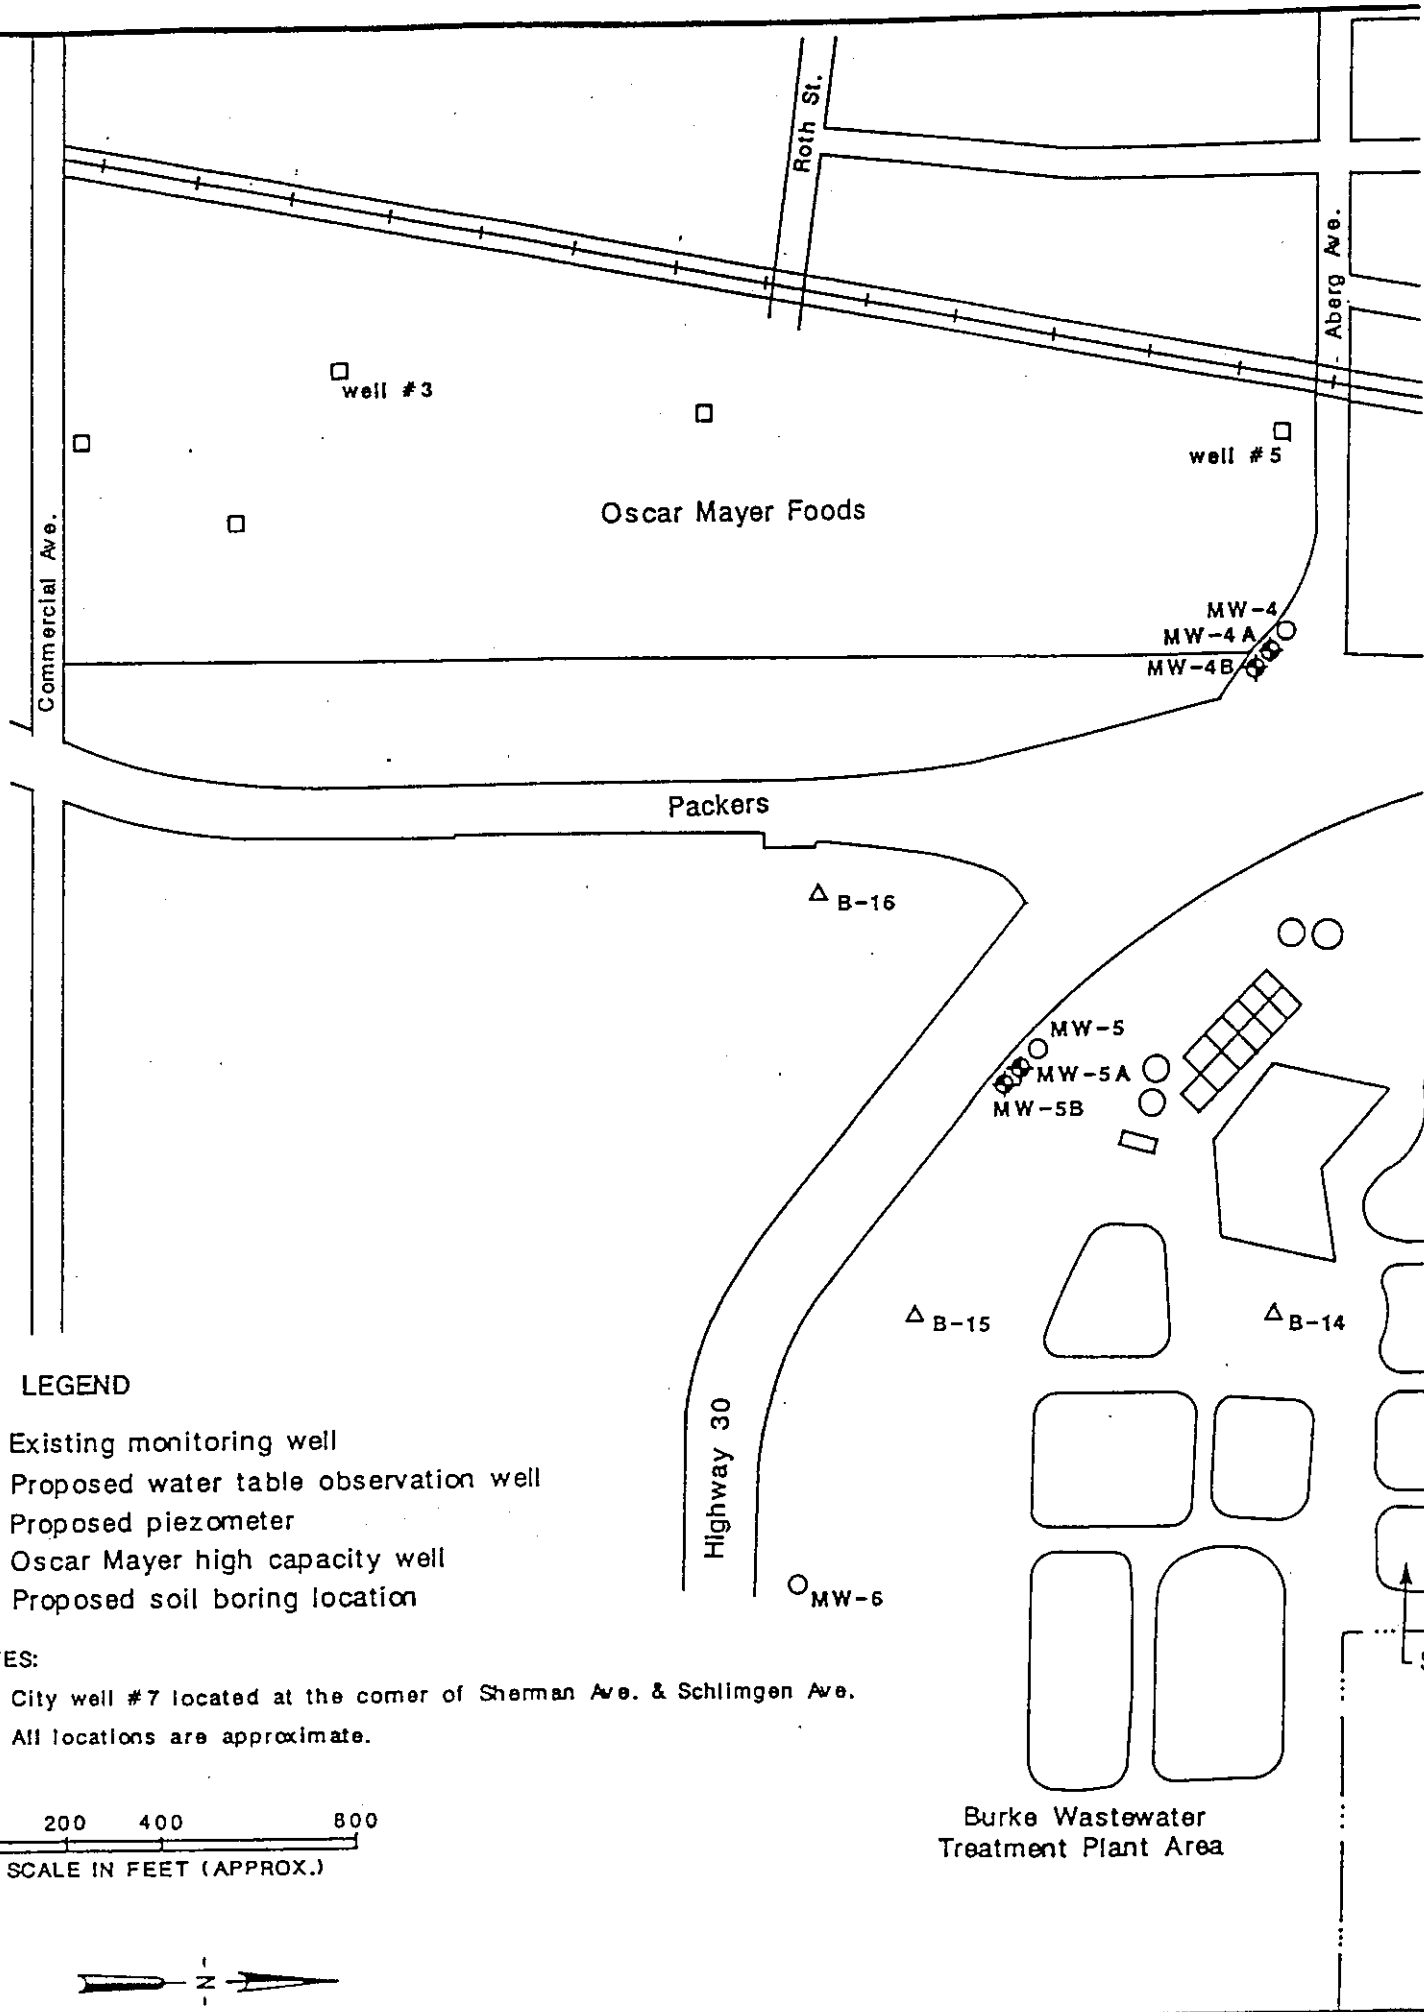 Roth St.
Aberg Ave.
well #3
well #5
Oscar Mayer Foods
Commercial Ave.
MW-4
MW-4A
MW-4B
Packers
B-16
MW-5
MW-5A
MW-5B
B-15
B-14
Highway 30
MW-6
LEGEND
Existing monitoring well
Proposed water table observation well
Proposed piezometer
Oscar Mayer high capacity well
Proposed soil boring location
ES:
City well #7 located at the corner of Sherman Ave. & Schlimgen Ave.
All locations are approximate.
200 400 800
SCALE IN FEET (APPROX.)
Burke Wastewater
Treatment Plant Area
N